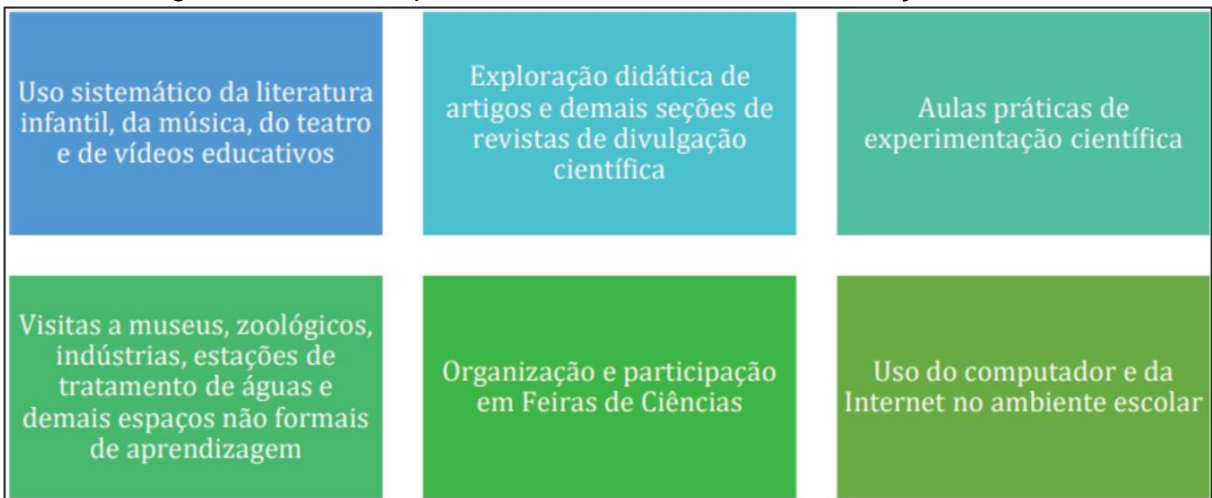 Uso sistemático da literatura
infantil, da música, do teatro
e de vídeos educativos
Exploração didática de
artigos e demais seções de
revistas de divulgação
científica
Aulas práticas de
experimentação científica
Visitas a museus, zoológicos,
indústrias, estações de
tratamento de águas e
demais espaços não formais
de aprendizagem
Organização e participação
em Feiras de Ciências
Uso do computador e da
Internet no ambiente escolar